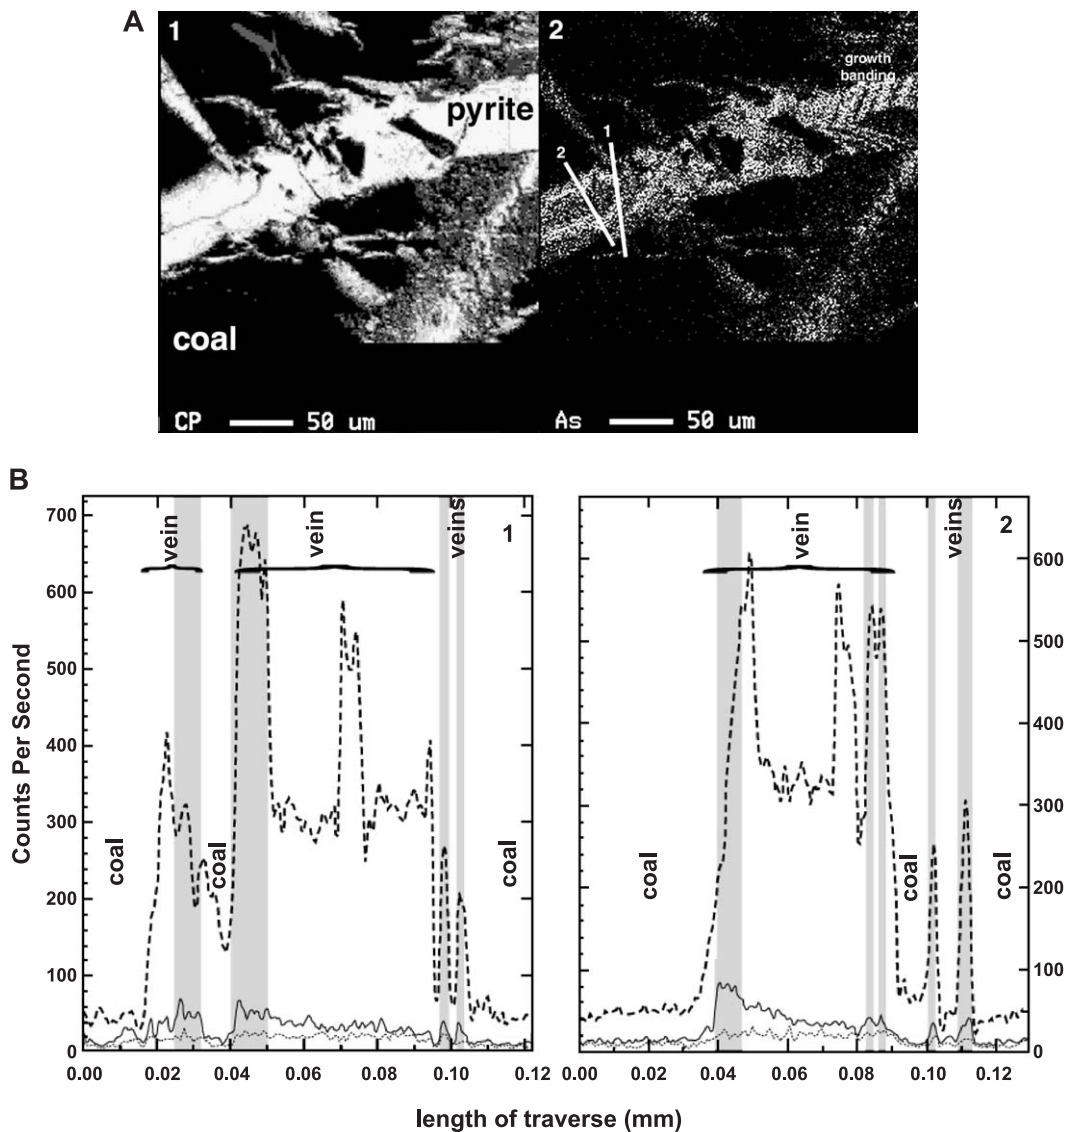 A
1
2
growth
banding
pyrite
1
2
coal
CP 50 um
As 50 um
B
700
600
500
400
300
200
100
0
Counts Per Second
vein
vein
veins
1
coal
coal
coal
0.00 0.02 0.04 0.06 0.08 0.10 0.12
vein
veins
2
coal
coal
coal
600
500
400
300
200
100
0
0.00 0.02 0.04 0.06 0.08 0.10 0.12
length of traverse (mm)